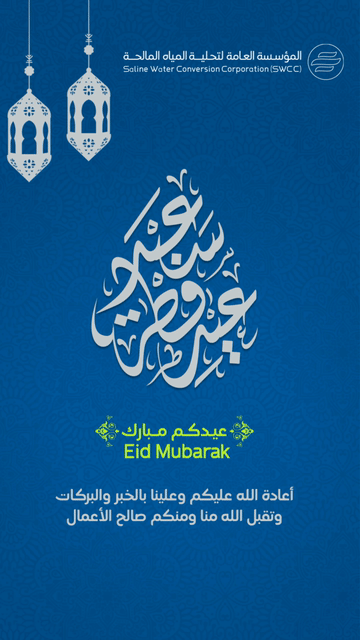 المؤسسة العامة لتحلية المياه المالحة
Saline Water Conversion Corporation (SWCC)
عيد فطر سعيد
عيدكم مبارك
Eid Mubarak
أعادة الله عليكم وعلينا بالخير والبركات
وتقبل الله منا ومنكم صالح الأعمال